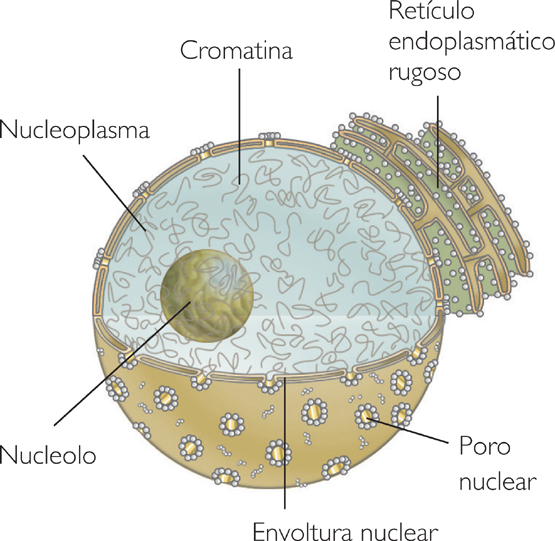 Retículo
endoplasmático
rugoso
Cromatina
Nucleoplasma
Nucleolo
Poro
nuclear
Envoltura nuclear